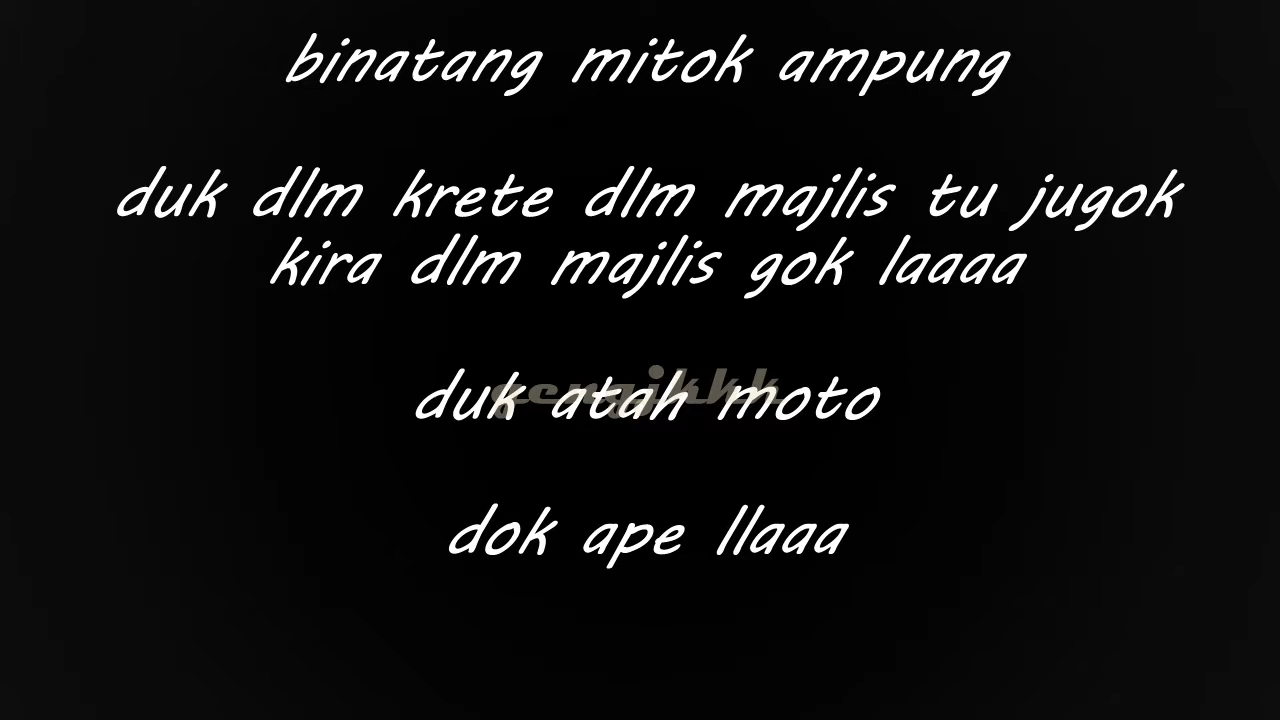 binatang mitok ampung
duk dlm krete dlm majlis tu jugok
kira dlm majlis gok laaaa
duk atah moto
dok ape llaaa